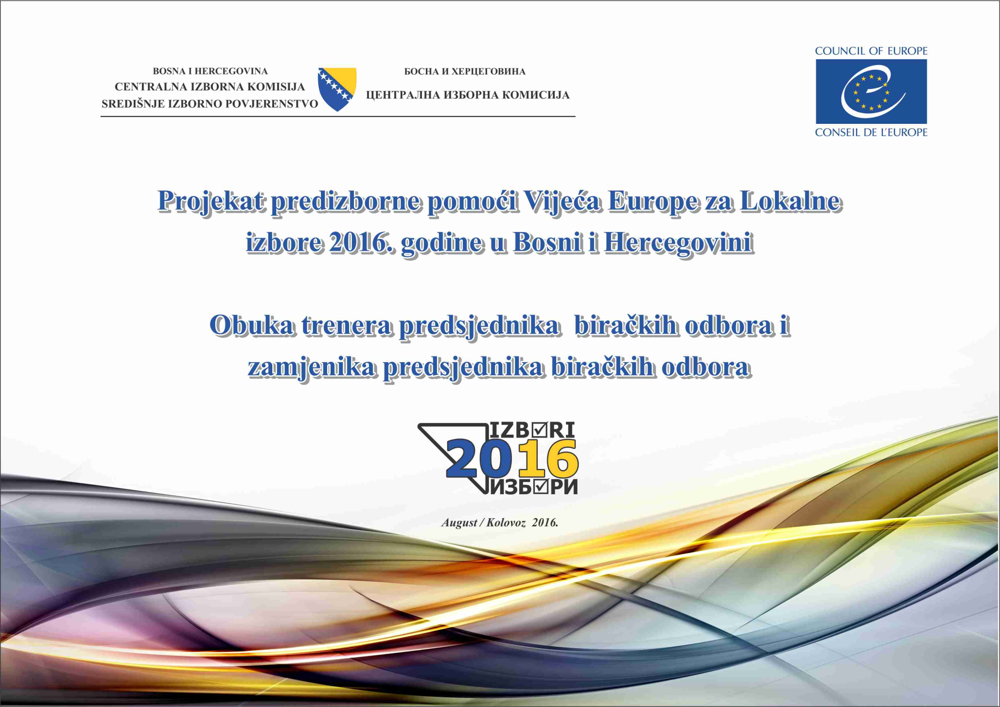 BOSNA I HERCEGOVINA
CENTRALNA IZBORNA KOMISIJA
SREDIŠNJE IZBORNO POVJERENSTVO
БОСНА И ХЕРЦЕГОВИНА
ЦЕНТРАЛНА ИЗБОРНА КОМИСИЈА
COUNCIL OF EUROPE
CONSEIL DE L'EUROPE
Projekat predizborne pomoći Vijeća Europe za Lokalne
izbore 2016. godine u Bosni i Hercegovini
Obuka trenera predsjednika biračkih odbora i
zamjenika predsjednika biračkih odbora
IZBORI
2016
ИЗБОРИ
August / Kolovoz 2016.